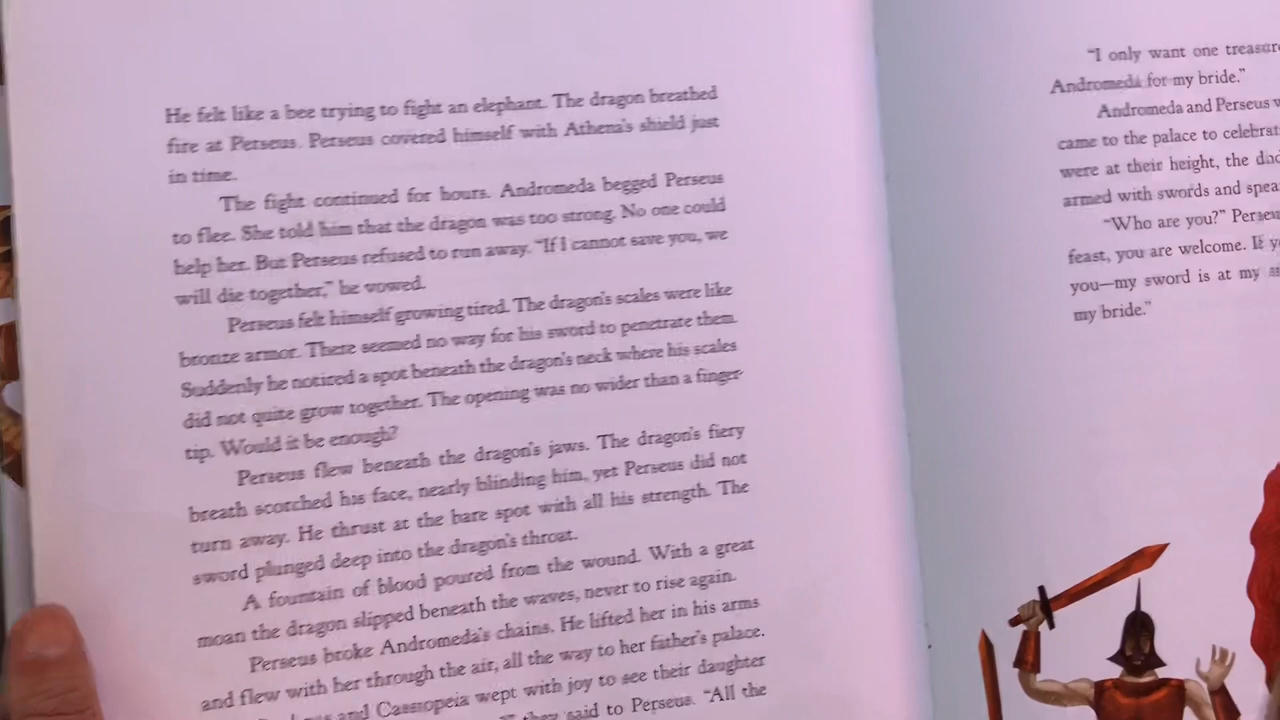 He felt like a bee trying to fight an elephant. The dragon breathed
fire at Perseus. Perseus covered himself with Athena's shield just
in time.
The fight continued for hours. Andromeda begged Perseus
to flee. She told him that the dragon was too strong. No one could
help her. But Perseus refused to run away. "If I cannot save you, we
will die together," he vowed.
Perseus felt himself growing tired. The dragon's scales were like
bronze armor. There seemed no way for his sword to penetrate them.
Suddenly he noticed a spot beneath the dragon's neck where his scales
did not quite grow together. The opening was no wider than a finger-
tip. Would it be enough?
Perseus flew beneath the dragon's jaws. The dragon's fiery
breath scorched his face, nearly blinding him, yet Perseus did not
turn away. He thrust at the bare spot with all his strength. The
sword plunged deep into the dragon's throat.
A fountain of blood poured from the wound. With a great
moan the dragon slipped beneath the waves, never to rise again.
Perseus broke Andromeda's chains. He lifted her in his arms
and flew with her through the air, all the way to her father's palace.
and Cassiopeia wept with joy to see their daughter
they said to Perseus. "All the
"I only want one
Andromeda for my bride."
Andromeda and Perseus
came to the palace to
were at their height, the
armed with swords and
"Who are you?"
feast, you are welcome. If
you—my sword is at my
my bride."